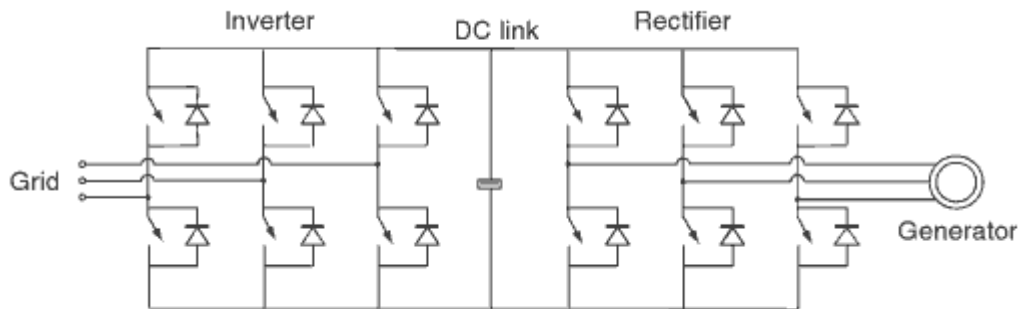 Inverter
DC link
Rectifier
Grid
Generator